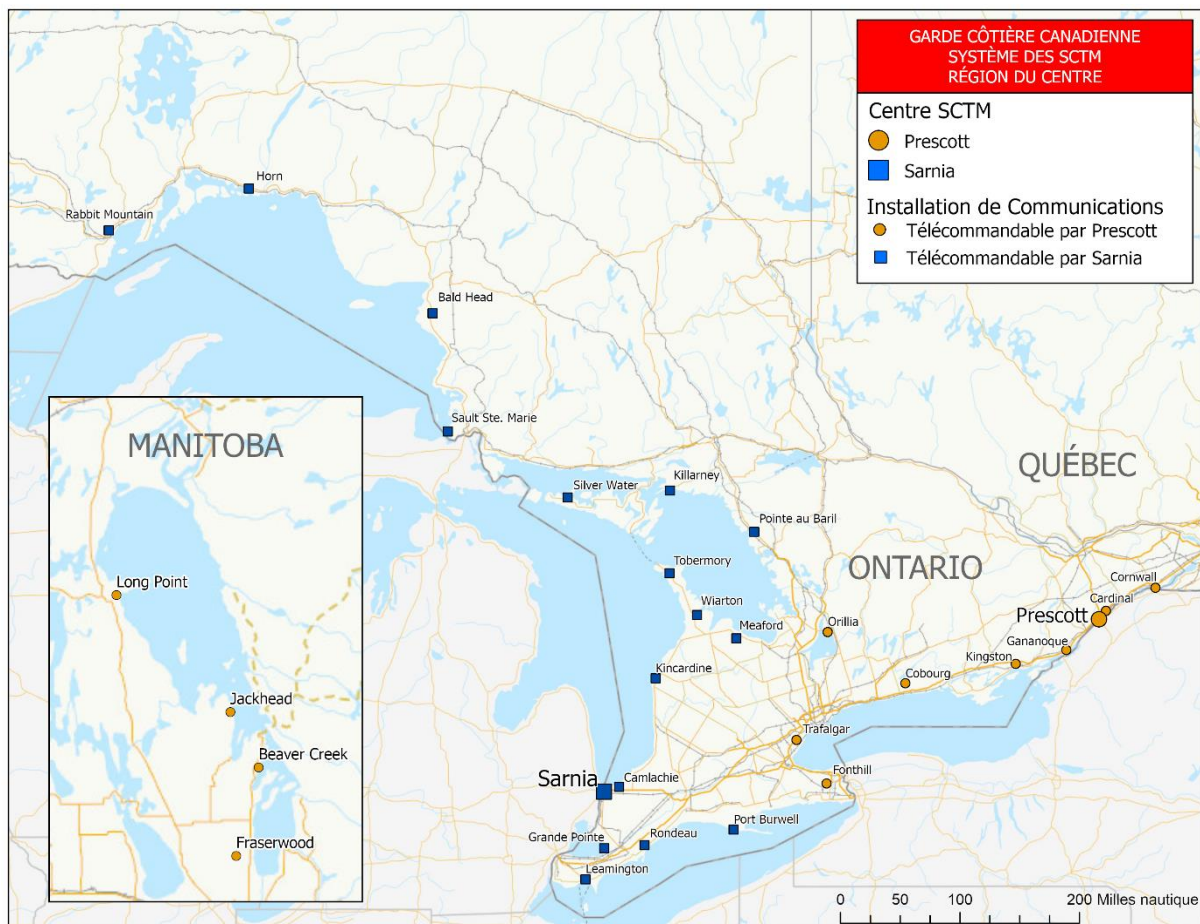 GARDE CÔTIÈRE CANADIENNE
SYSTÈME DES SCTM
RÉGION DU CENTRE
Centre SCTM
Prescott
Sarnia
Installation de Communications
Télécommandable par Prescott
Télécommandable par Sarnia
Horn
Rabbit Mountain
Bald Head
Sault Ste. Marie
MANITOBA
QUÉBEC
Silver Water
Killarney
Pointe au Baril
ONTARIO
Tobermory
Long Point
Cornwall
Cardinal
Wiarton
Prescott
Meaford
Orillia
Gananoque
Kingston
Kincardine
Cobourg
Jackhead
Trafalgar
Beaver Creek
Sarnia
Camlachie
Fonthill
Port Burwell
Rondeau
Grande Pointe
Fraserwood
Leamington
0 50 100 200 Milles nautique